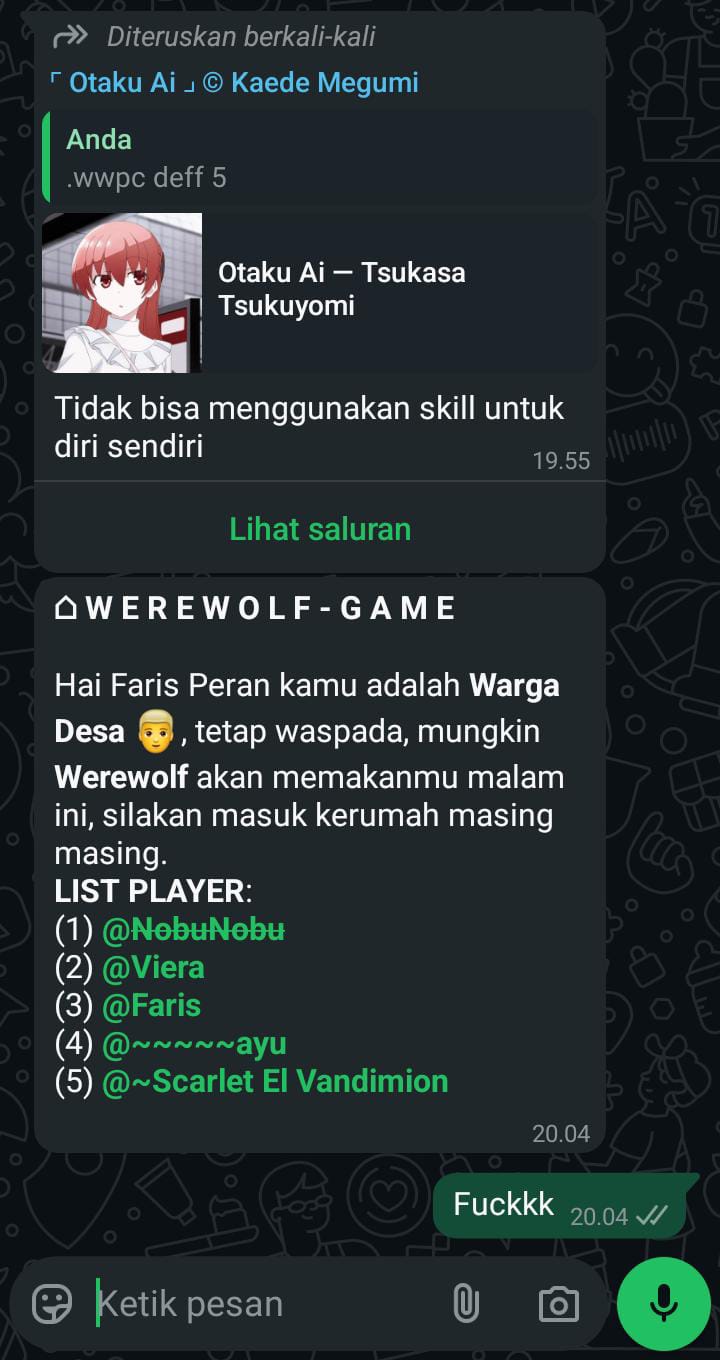 Diteruskan berkali-kali
「 Otaku Ai 」 © Kaede Megumi
Anda
.wwpc deff 5
Otaku Ai — Tsukasa
Tsukuyomi
Tidak bisa menggunakan skill untuk
diri sendiri
19.55
Lihat saluran
⌂ W E R E W O L F - G A M E
Hai Faris Peran kamu adalah Warga
Desa 👱‍♂️, tetap waspada, mungkin
Werewolf akan memakanmu malam
ini, silakan masuk kerumah masing
masing.
LIST PLAYER:
(1) @NobuNobu
(2) @Viera
(3) @Faris
(4) @~~~~~ayu
(5) @~Scarlet El Vandimion
20.04
Fuckkk 20.04
Ketik pesan